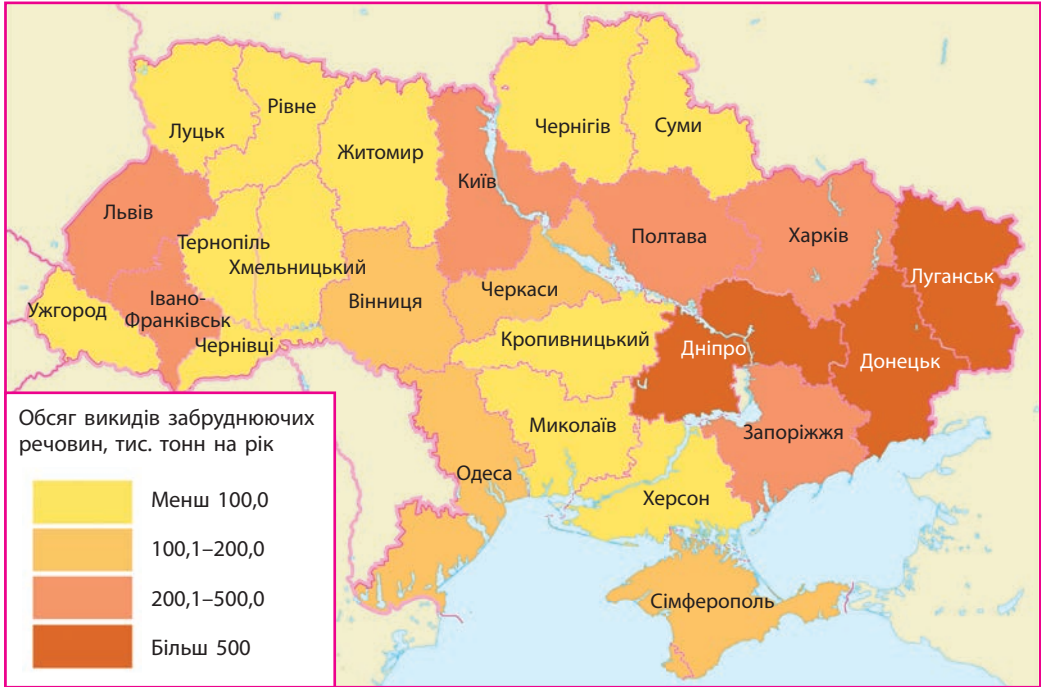 Рівне
Луцьк
Житомир
Чернігів
Суми
Київ
Львів
Тернопіль
Хмельницький
Полтава
Харків
Луганськ
Вінниця
Черкаси
Ужгород
Івано-
Франківськ
Чернівці
Кропивницький
Дніпро
Донецьк
Миколаїв
Запоріжжя
Одеса
Херсон
Сімферополь
Обсяг викидів забруднюючих
речовин, тис. тонн на рік
Менш 100,0
100,1–200,0
200,1–500,0
Більш 500